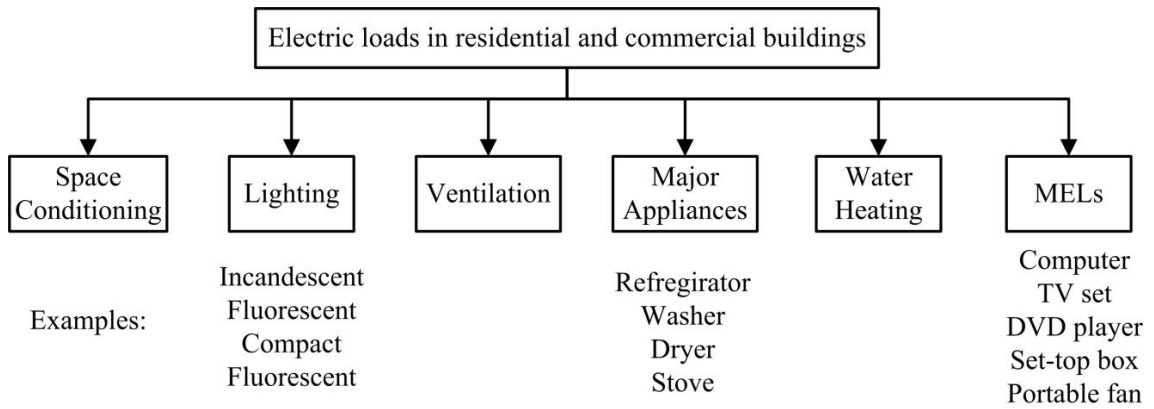 Electric loads in residential and commercial buildings
Space
Conditioning
Lighting
Ventilation
Major
Appliances
Water
Heating
MELs
Examples:
Incandescent
Fluorescent
Compact
Fluorescent
Refregirator
Washer
Dryer
Stove
Computer
TV set
DVD player
Set-top box
Portable fan